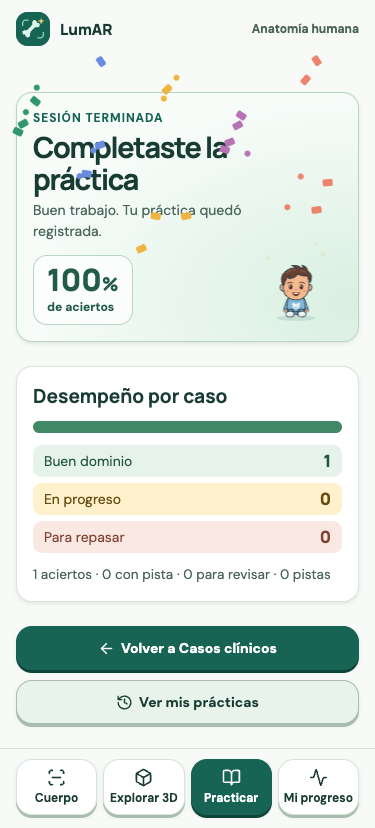 LumAR
Anatomía humana
SESIÓN TERMINADA
Completaste la
práctica
Buen trabajo. Tu práctica quedó
registrada.
100%
de aciertos
Desempeño por caso
Buen dominio 1
En progreso 0
Para repasar 0
1 aciertos · 0 con pista · 0 para revisar · 0 pistas
← Volver a Casos clínicos
Ver mis prácticas
Cuerpo
Explorar 3D
Practicar
Mi progreso